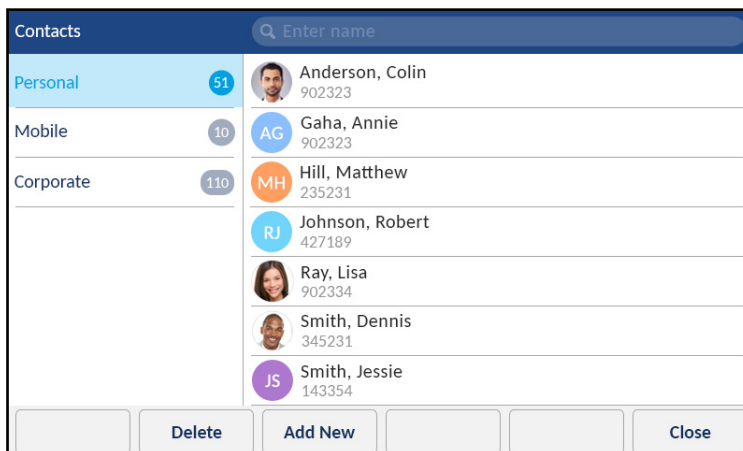 Contacts
Enter name
Personal 51
Mobile 10
Corporate 110
Anderson, Colin
902323
AG
Gaha, Annie
902323
MH
Hill, Matthew
235231
RJ
Johnson, Robert
427189
Ray, Lisa
902334
Smith, Dennis
345231
JS
Smith, Jessie
143354
Delete Add New Close